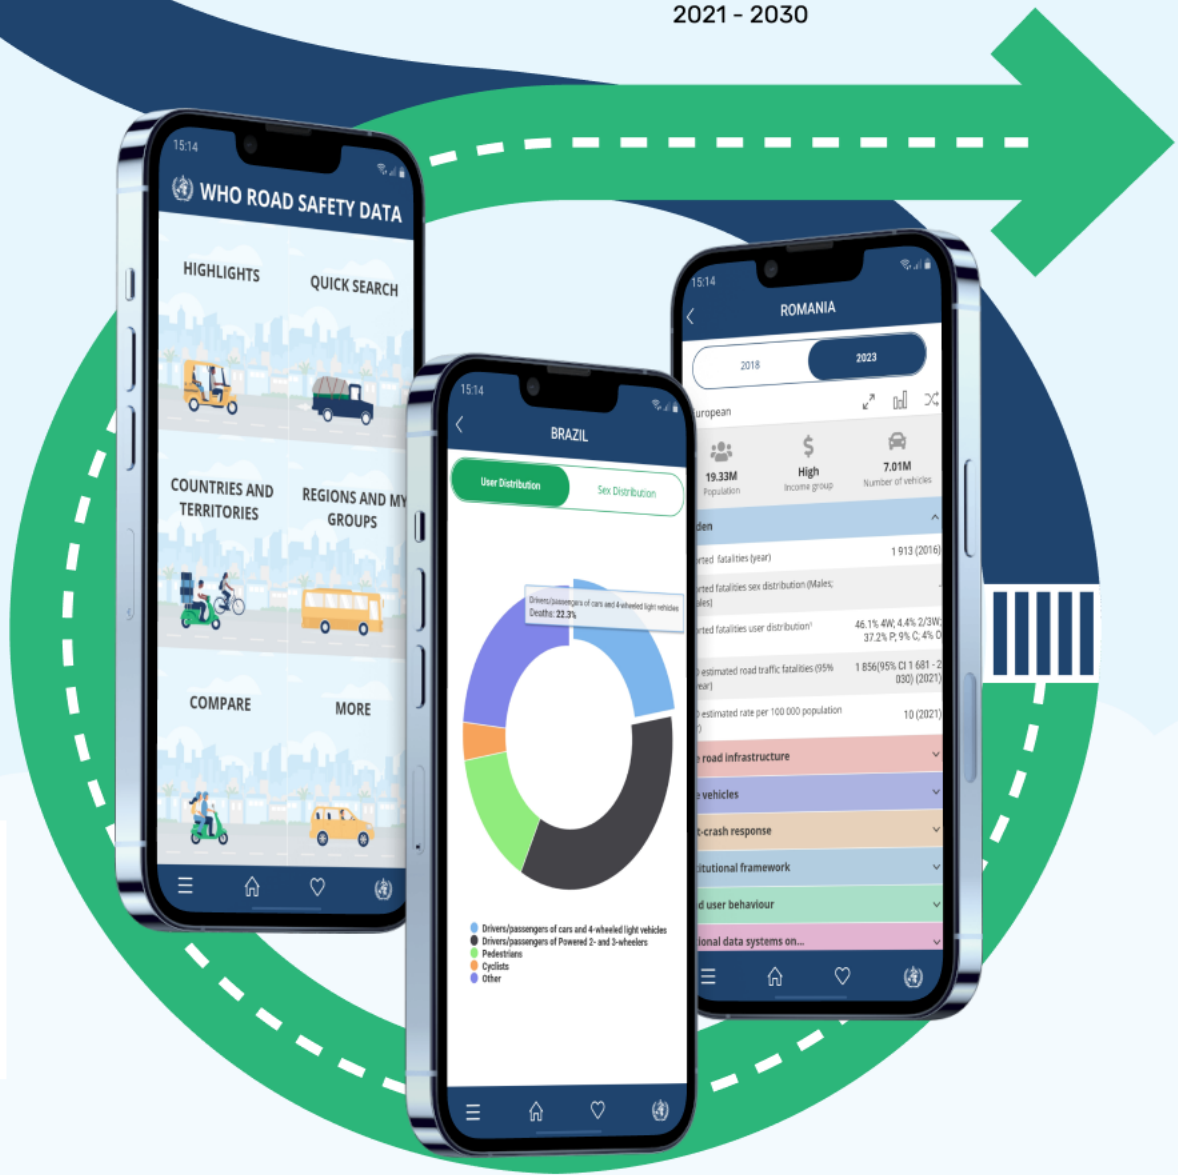 2021 - 2030
15:14
WHO ROAD SAFETY DATA
HIGHLIGHTS
QUICK SEARCH
COUNTRIES AND
TERRITORIES
REGIONS AND MY
GROUPS
COMPARE
MORE
15:14
BRAZIL
User Distribution
Sex Distribution
Drivers/passengers of cars and 4-wheeled light vehicles
Deaths: 22.3%
Drivers/passengers of cars and 4-wheeled light vehicles
Drivers/passengers of Powered 2- and 3-wheelers
Pedestrians
Cyclists
Other
15:14
ROMANIA
2018
2023
uropean
19.33M
Population
High
Income group
7.01M
Number of vehicles
den
rted fatalities (year)
1 913 (2016)
rted fatalities sex distribution (Males;
ales)
-
rted fatalities user distribution¹
46.1% 4W; 4.4% 2/3W;
37.2% P; 9% C; 4% O
estimated road traffic fatalities (95%
ear)
1 856(95% CI 1 681 - 2
030) (2021)
estimated rate per 100 000 population
10 (2021)
road infrastructure
vehicles
t-crash response
itutional framework
d user behaviour
ional data systems on...